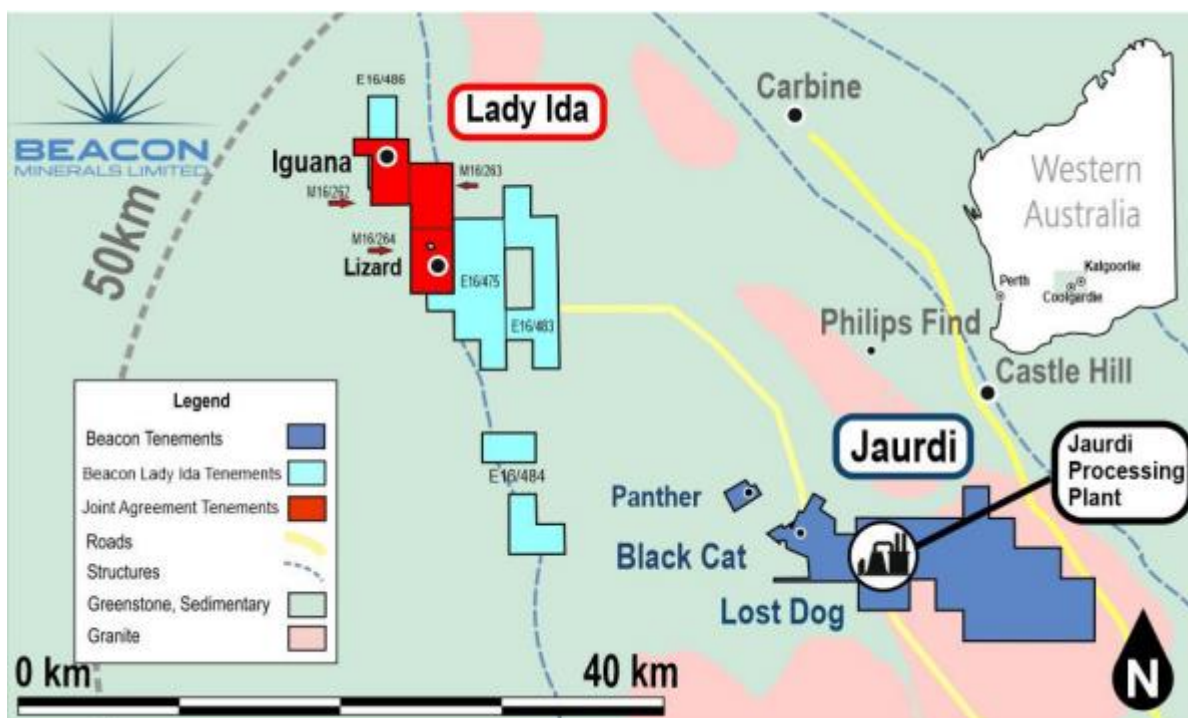 BEACON
MINERALS LIMITED
50km
E16/486
Lady Ida
Iguana
M16/263
M16/262
M16/264
Lizard
E16/475
E16/483
E16/484
Carbine
Philips Find
Castle Hill
Western
Australia
Perth
Kalgoorlie
Coolgardie
Jaurdi
Jaurdi
Processing
Plant
Panther
Black Cat
Lost Dog
Legend
Beacon Tenements
Beacon Lady Ida Tenements
Joint Agreement Tenements
Roads
Structures
Greenstone, Sedimentary
Granite
0 km
40 km
N